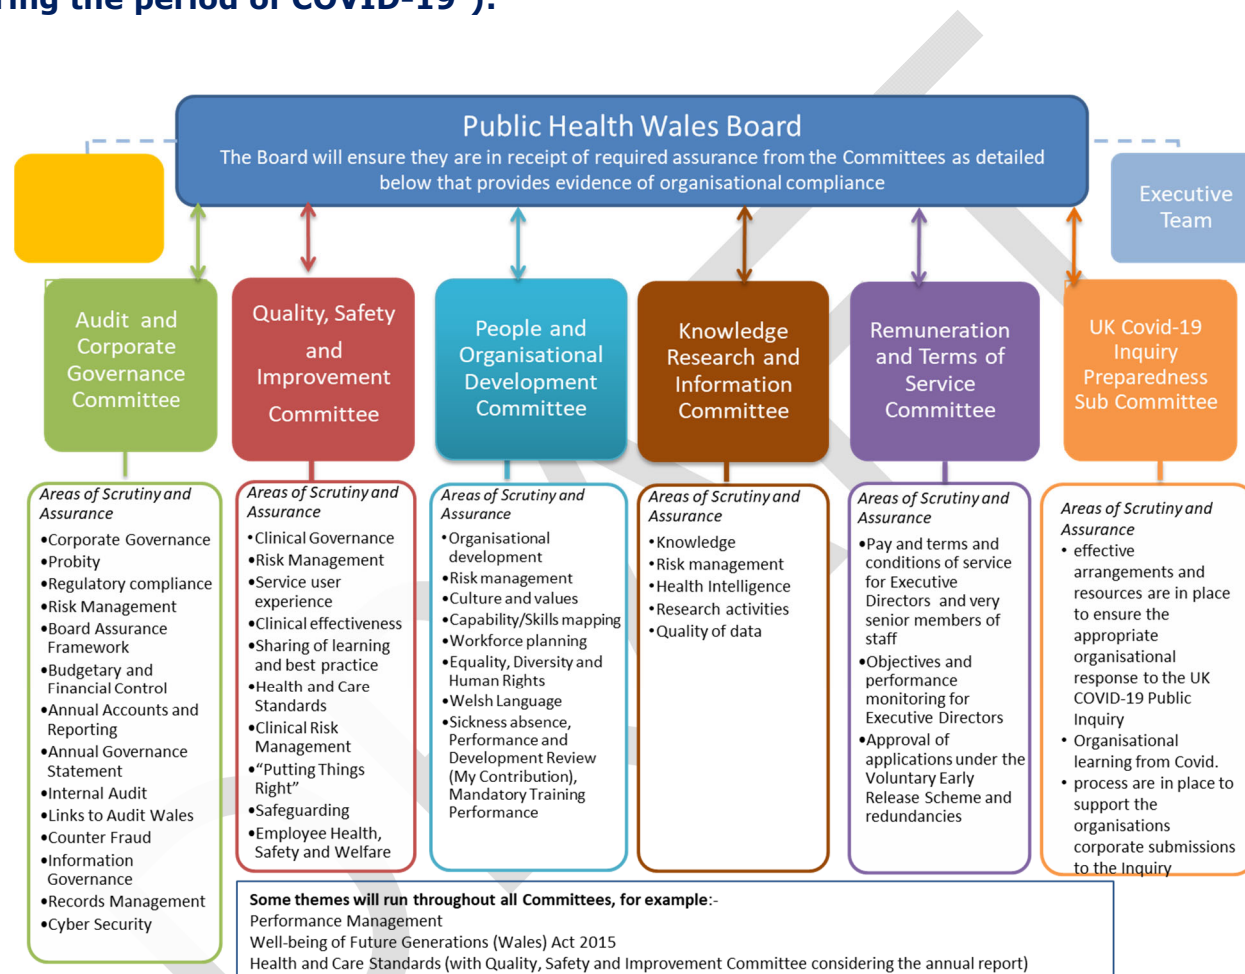 ring the period of COVID-19").
Public Health Wales Board
The Board will ensure they are in receipt of required assurance from the Committees as detailed
below that provides evidence of organisational compliance
Executive
Team
Audit and
Corporate
Governance
Committee
Quality, Safety
and
Improvement
Committee
People and
Organisational
Development
Committee
Knowledge
Research and
Information
Committee
Remuneration
and Terms of
Service
Committee
UK Covid-19
Inquiry
Preparedness
Sub Committee
Areas of Scrutiny and
Assurance
•Corporate Governance
•Probity
•Regulatory compliance
•Risk Management
•Board Assurance
Framework
•Budgetary and
Financial Control
•Annual Accounts and
Reporting
•Annual Governance
Statement
•Internal Audit
•Links to Audit Wales
•Counter Fraud
•Information
Governance
•Records Management
•Cyber Security
Areas of Scrutiny and
Assurance
•Clinical Governance
•Risk Management
•Service user
experience
•Clinical effectiveness
•Sharing of learning
and best practice
•Health and Care
Standards
•Clinical Risk
Management
•"Putting Things
Right"
•Safeguarding
•Employee Health,
Safety and Welfare
Areas of Scrutiny and
Assurance
•Organisational
development
•Risk management
•Culture and values
•Capability/Skills mapping
•Workforce planning
•Equality, Diversity and
Human Rights
•Welsh Language
•Sickness absence,
Performance and
Development Review
(My Contribution),
Mandatory Training
Performance
Areas of Scrutiny and
Assurance
•Knowledge
•Risk management
•Health Intelligence
•Research activities
•Quality of data
Areas of Scrutiny and
Assurance
•Pay and terms and
conditions of service
for Executive
Directors and very
senior members of
staff
•Objectives and
performance
monitoring for
Executive Directors
•Approval of
applications under the
Voluntary Early
Release Scheme and
redundancies
Areas of Scrutiny and
Assurance
• effective
arrangements and
resources are in place
to ensure the
appropriate
organisational
response to the UK
COVID-19 Public
Inquiry
• Organisational
learning from Covid.
• process are in place to
support the
organisations
corporate submissions
to the Inquiry
Some themes will run throughout all Committees, for example:-
Performance Management
Well-being of Future Generations (Wales) Act 2015
Health and Care Standards (with Quality, Safety and Improvement Committee considering the annual report)